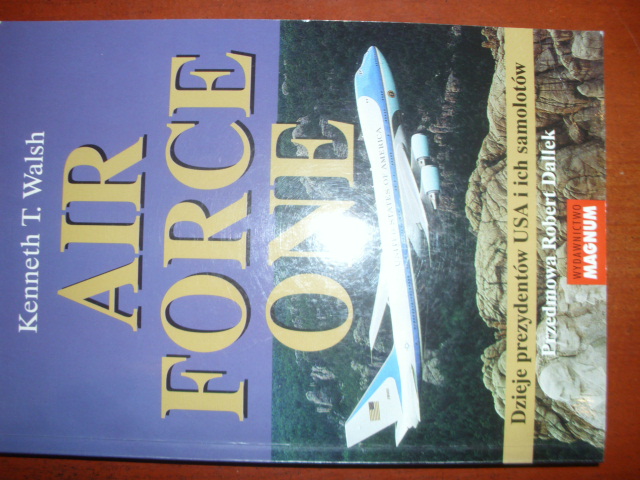 Kenneth T. Walsh
AIR
FORCE
ONE
UNITED STATES OF AMERICA
Dzieje prezydentów USA i ich samolotów
Przedmowa Robert Dallek
WYDAWNICTWO
MAGNUM